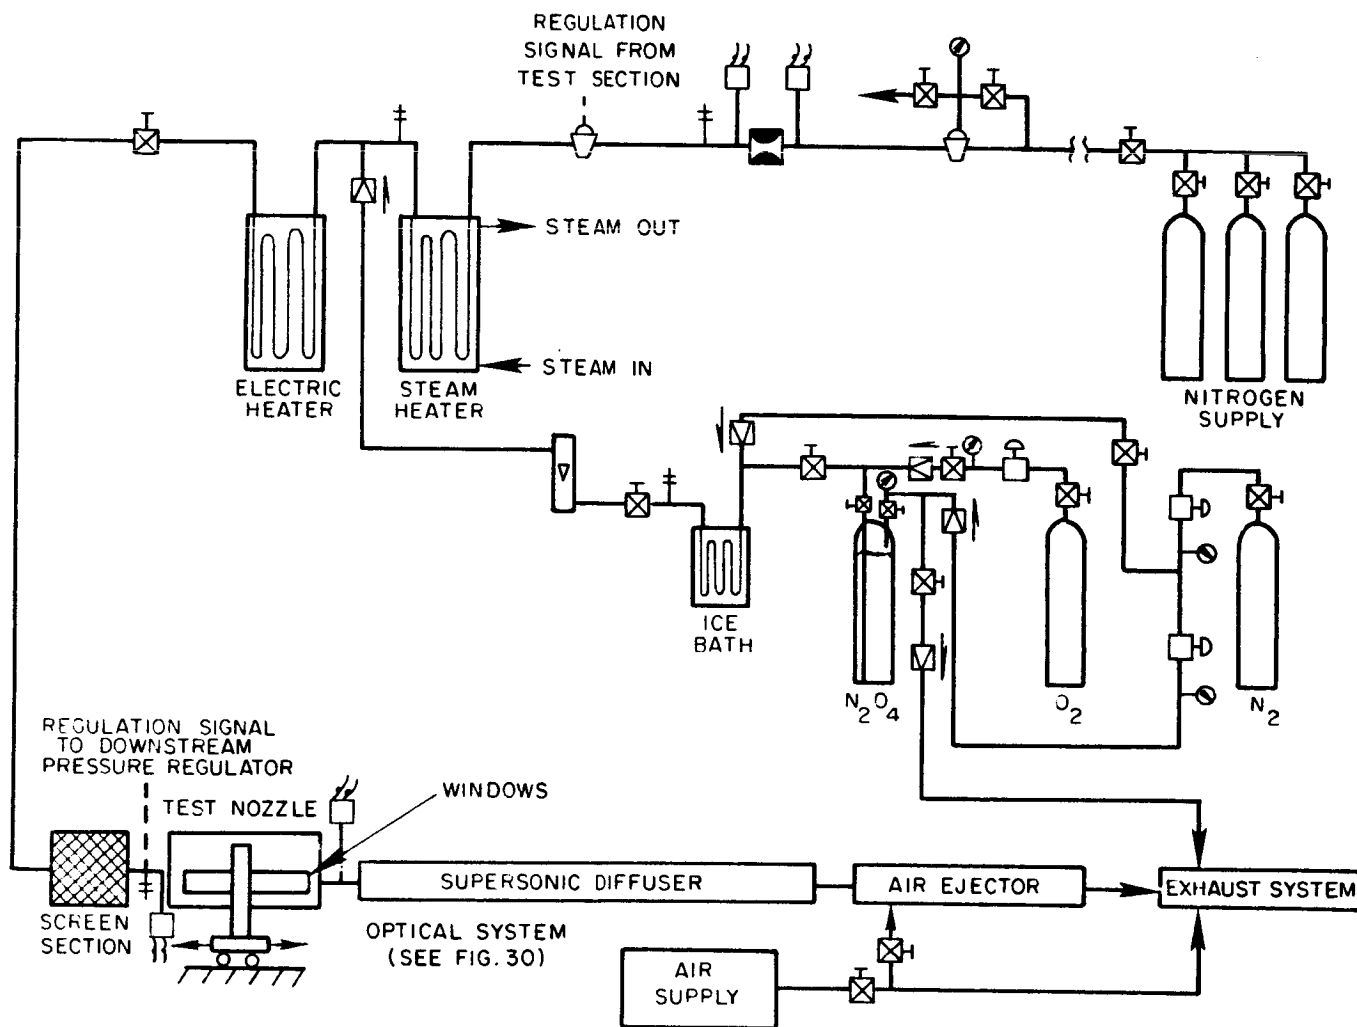 REGULATION
SIGNAL FROM
TEST SECTION
STEAM OUT
STEAM IN
ELECTRIC
HEATER
STEAM
HEATER
NITROGEN
SUPPLY
ICE
BATH
N2O4
O2
N2
REGULATION SIGNAL
TO DOWNSTREAM
PRESSURE REGULATOR
TEST NOZZLE
WINDOWS
SUPERSONIC DIFFUSER
AIR EJECTOR
EXHAUST SYSTEM
SCREEN
SECTION
OPTICAL SYSTEM
(SEE FIG. 30)
AIR
SUPPLY